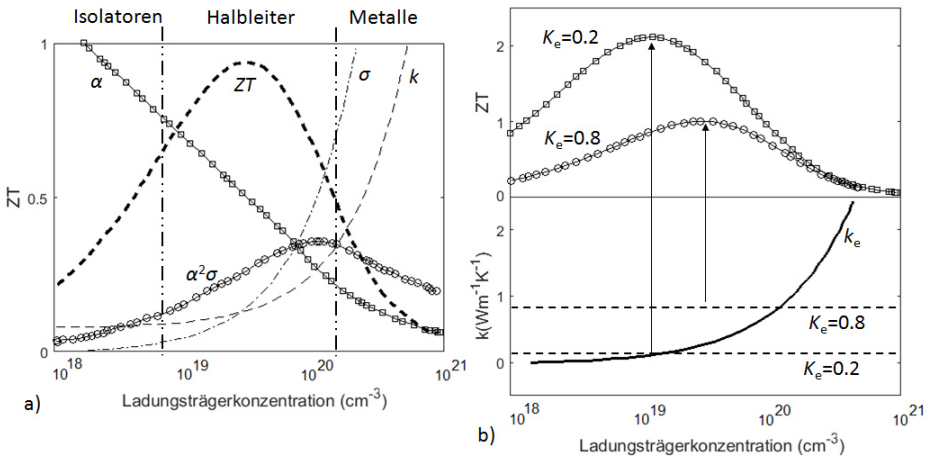 Isolatoren Halbleiter Metalle
1
α
ZT
σ
k
ZT
0.5
α²σ
0
10¹⁸ 10¹⁹ 10²⁰ 10²¹
Ladungsträgerkonzentration (cm⁻³)
a)
Kₑ=0.2
2
ZT
1
Kₑ=0.8
0
2
kₑ
k(Wm⁻¹K⁻¹)
1
Kₑ=0.8
0
Kₑ=0.2
10¹⁸ 10¹⁹ 10²⁰ 10²¹
Ladungsträgerkonzentration (cm⁻³)
b)